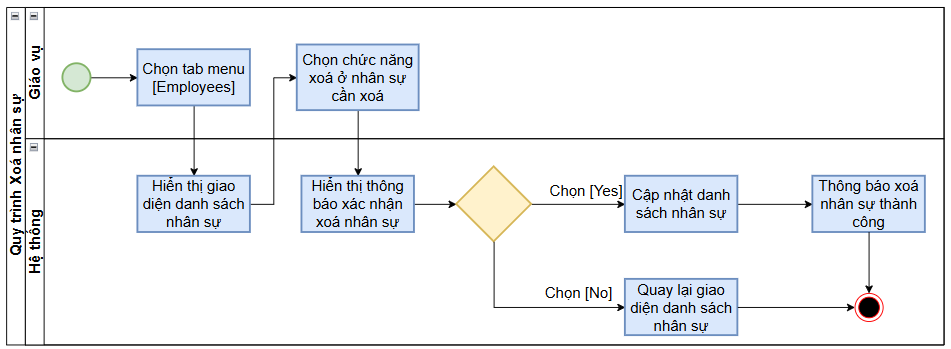 Quy trình Xoá nhân sự
Giáo vụ
Chọn tab menu
[Employees]
Chọn chức năng
xoá ở nhân sự
cần xoá
Hệ thống
Hiển thị giao
diện danh sách
nhân sự
Hiển thị thông
báo xác nhận
xoá nhân sự
Chọn [Yes]
Cập nhật danh
sách nhân sự
Thông báo xoá
nhân sự thành
công
Chọn [No]
Quay lại giao
diện danh sách
nhân sự